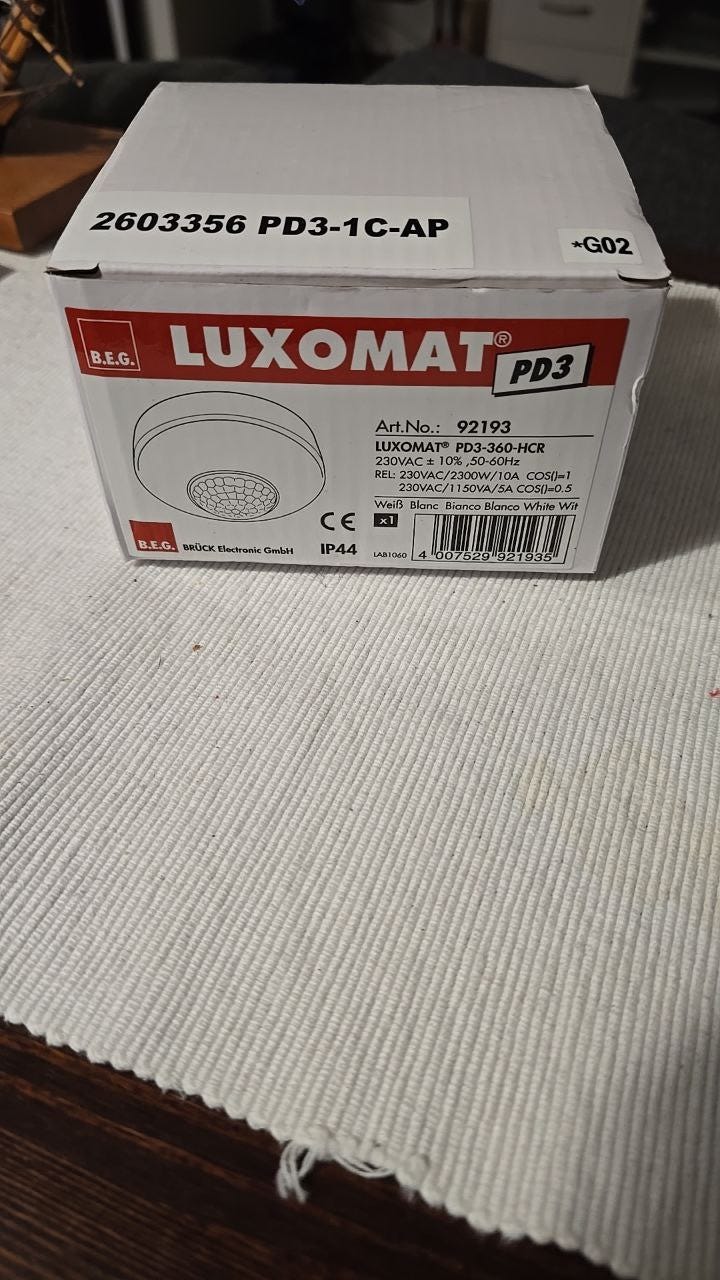 2603356 PD3-1C-AP
*G02
B.E.G.
LUXOMAT®
PD3
Art.No.: 92193
LUXOMAT® PD3-360-HCR
230VAC ± 10% ,50-60Hz
REL: 230VAC/2300W/10A COS()=1
230VAC/1150VA/5A COS()=0.5
Weiß Blanc Bianco Blanco White Wit
x1
CE
B.E.G. BRÜCK Electronic GmbH
IP44
LAB1060
4 007529 921935